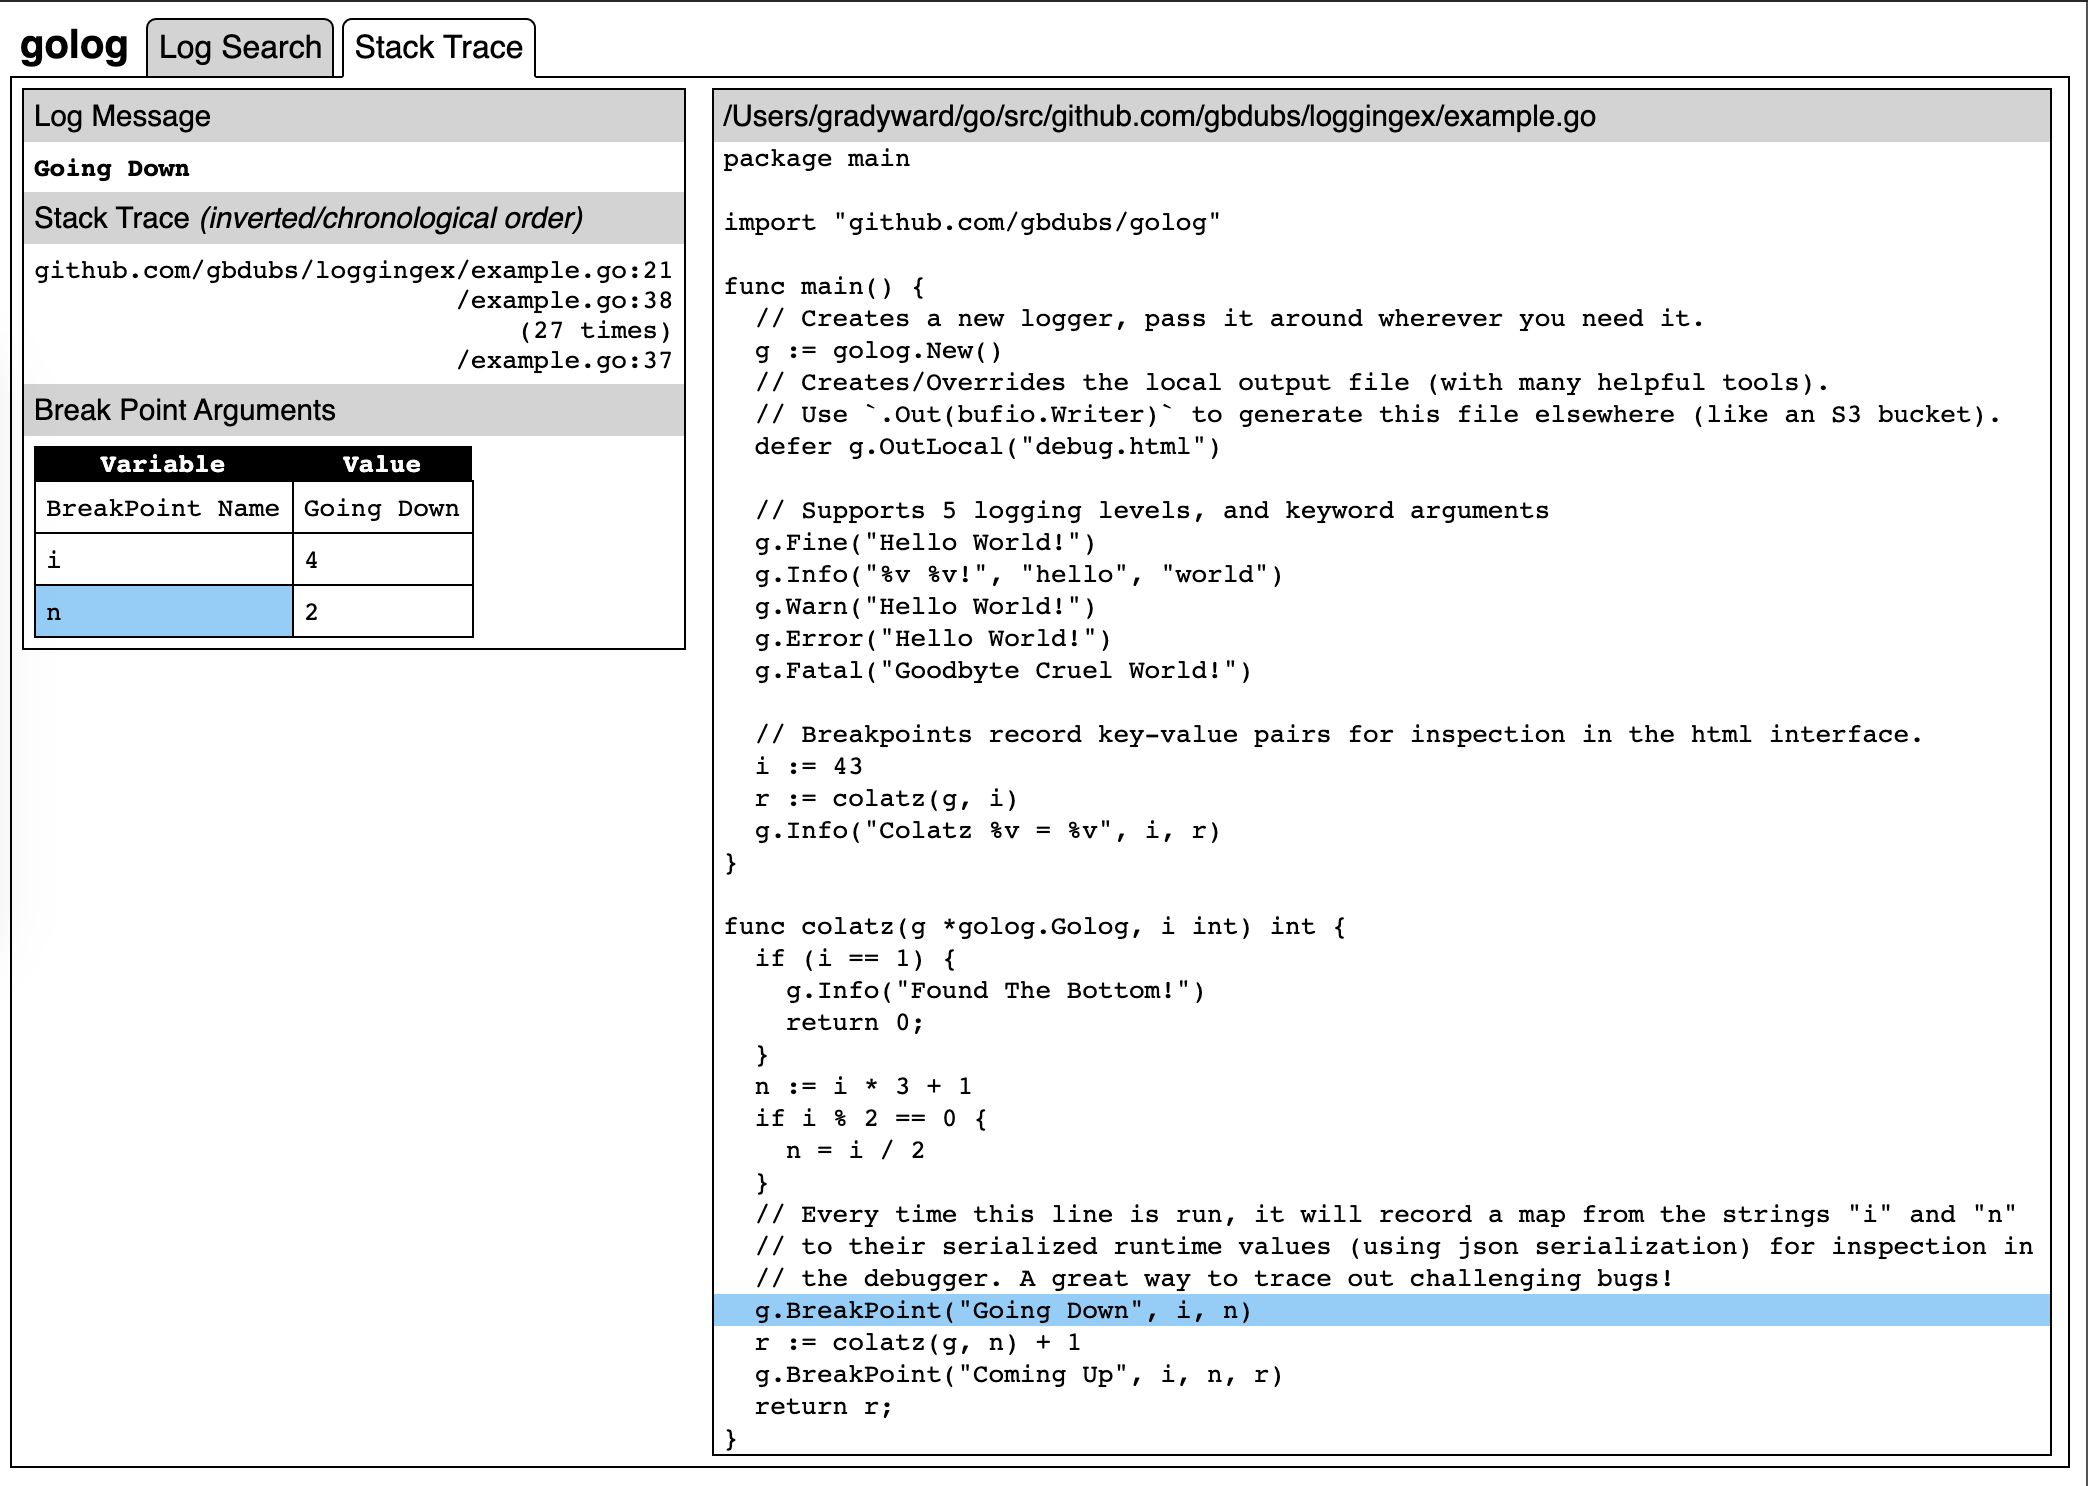 golog Log Search Stack Trace
Log Message
Going Down
Stack Trace (inverted/chronological order)
github.com/gbdubs/loggingex/example.go:21
/example.go:38
(27 times)
/example.go:37
Break Point Arguments
Variable Value
BreakPoint Name Going Down
i 4
n 2
/Users/gradyward/go/src/github.com/gbdubs/loggingex/example.go
package main

import "github.com/gbdubs/golog"

func main() {
  // Creates a new logger, pass it around wherever you need it.
  g := golog.New()
  // Creates/Overrides the local output file (with many helpful tools).
  // Use `.Out(bufio.Writer)` to generate this file elsewhere (like an S3 bucket).
  defer g.OutLocal("debug.html")

  // Supports 5 logging levels, and keyword arguments
  g.Fine("Hello World!")
  g.Info("%v %v!", "hello", "world")
  g.Warn("Hello World!")
  g.Error("Hello World!")
  g.Fatal("Goodbyte Cruel World!")

  // Breakpoints record key-value pairs for inspection in the html interface.
  i := 43
  r := colatz(g, i)
  g.Info("Colatz %v = %v", i, r)
}

func colatz(g *golog.Golog, i int) int {
  if (i == 1) {
    g.Info("Found The Bottom!")
    return 0;
  }
  n := i * 3 + 1
  if i % 2 == 0 {
    n = i / 2
  }
  // Every time this line is run, it will record a map from the strings "i" and "n"
  // to their serialized runtime values (using json serialization) for inspection in
  // the debugger. A great way to trace out challenging bugs!
  g.BreakPoint("Going Down", i, n)
  r := colatz(g, n) + 1
  g.BreakPoint("Coming Up", i, n, r)
  return r;
}